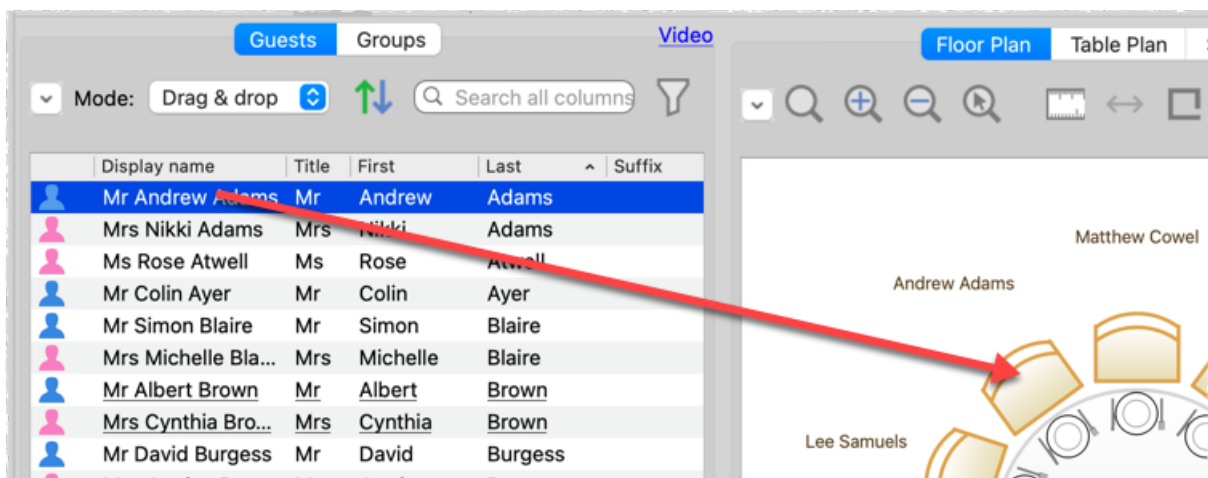 Guests Groups Video
Floor Plan Table Plan
Mode: Drag & drop Search all columns
Display name Title First Last Suffix
Mr Andrew Adams Mr Andrew Adams
Mrs Nikki Adams Mrs Nikki Adams
Ms Rose Atwell Ms Rose Atwell
Mr Colin Ayer Mr Colin Ayer
Mr Simon Blaire Mr Simon Blaire
Mrs Michelle Bla... Mrs Michelle Blaire
Mr Albert Brown Mr Albert Brown
Mrs Cynthia Bro... Mrs Cynthia Brown
Mr David Burgess Mr David Burgess
Matthew Cowel
Andrew Adams
Lee Samuels